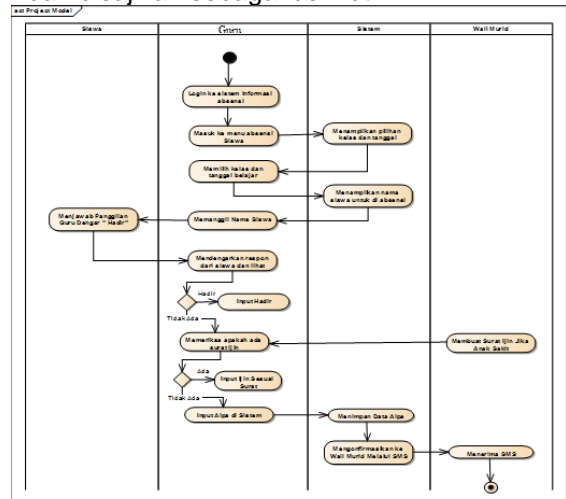 act Project Model
Siswa
Guru
Sistem
Wali Murid
Login ke sistem informasi
absensi
Masuk ke menu absensi
Siswa
Menampilkan pilihan
kelas dan tanggal
Memilih kelas dan
tanggal belajar
Menampilkan nama
siswa untuk di absensi
Memanggil Nama Siswa
Menjawab Panggilan
Guru Dengar " Hadir"
Mendengarkan respon
dari siswa dan lihat
Hadir
Input Hadir
Tidak Ada
Memeriksa apakah ada
surat Ijin
Membuat Surat Ijin Jika
Anak Sakit
Ada
Input Ijin Sesuai
Surat
Tidak Ada
Input Alpa di Sistem
Menimpan Data Alpa
Mengonfirmasikan ke
Wali Murid Melalui SMS
Menerima SMS